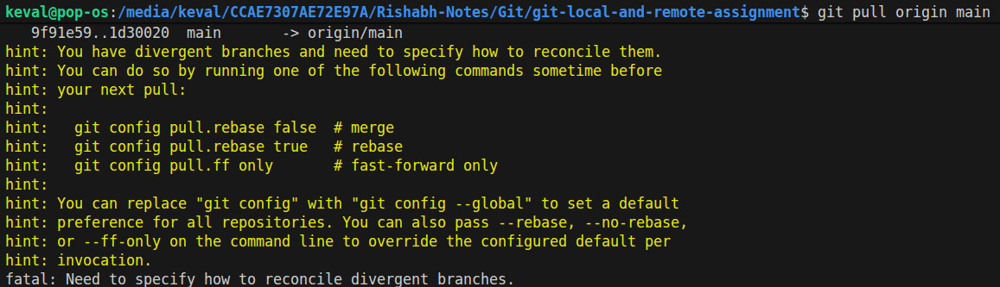 keval@pop-os:/media/keval/CCAE7307AE72E97A/Rishabh-Notes/Git/git-local-and-remote-assignment$ git pull origin main
   9f91e59..1d30020  main       -> origin/main
hint: You have divergent branches and need to specify how to reconcile them.
hint: You can do so by running one of the following commands sometime before
hint: your next pull:
hint:
hint:   git config pull.rebase false  # merge
hint:   git config pull.rebase true   # rebase
hint:   git config pull.ff only       # fast-forward only
hint:
hint: You can replace "git config" with "git config --global" to set a default
hint: preference for all repositories. You can also pass --rebase, --no-rebase,
hint: or --ff-only on the command line to override the configured default per
hint: invocation.
fatal: Need to specify how to reconcile divergent branches.